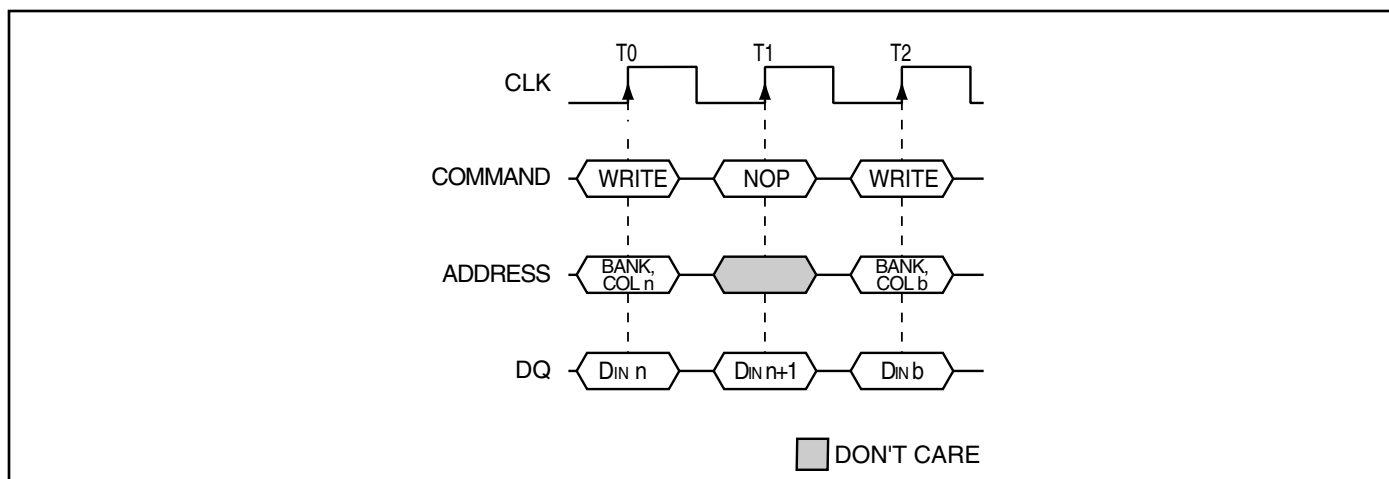 T0 T1 T2
CLK
COMMAND WRITE NOP WRITE
ADDRESS BANK, COL n BANK, COL b
DQ DIN n DIN n+1 DIN b
DON'T CARE